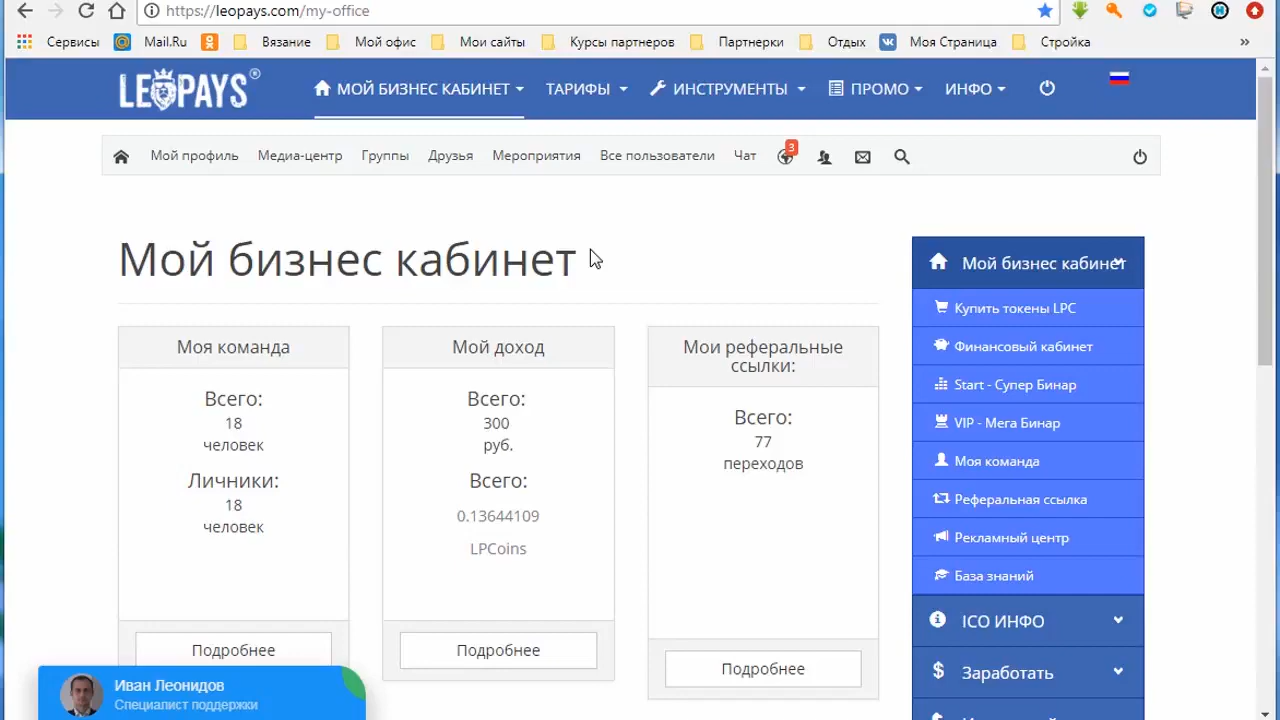 https://leopays.com/my-office
Сервисы Mail.Ru Вязание Мой офис Мои сайты Курсы партнеров Партнерки Отдых Моя Страница Стройка »
LEOPAYS® МОЙ БИЗНЕС КАБИНЕТ ТАРИФЫ ИНСТРУМЕНТЫ ПРОМО ИНФО
Мой профиль Медиа-центр Группы Друзья Мероприятия Все пользователи Чат 3
Мой бизнес кабинет
Моя команда
Всего:
18
человек
Личники:
18
человек
Подробнее
Мой доход
Всего:
300
руб.
Всего:
0.13644109
LPCoins
Подробнее
Мои реферальные
ссылки:
Всего:
77
переходов
Подробнее
Мой бизнес кабинет
Купить токены LPC
Финансовый кабинет
Start - Супер Бинар
VIP - Мега Бинар
Моя команда
Реферальная ссылка
Рекламный центр
База знаний
ICO ИНФО
Заработать
Иван Леонидов
Специалист поддержки